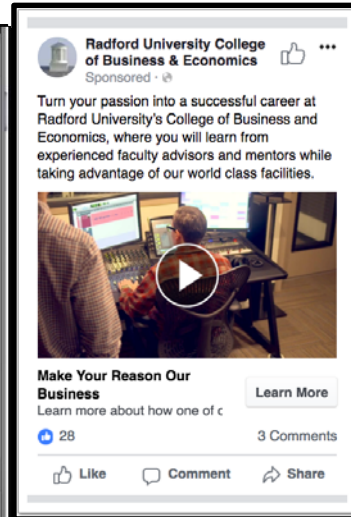 Radford University College
of Business & Economics
Sponsored ·
Turn your passion into a successful career at
Radford University's College of Business and
Economics, where you will learn from
experienced faculty advisors and mentors while
taking advantage of our world class facilities.
Make Your Reason Our
Business
Learn more about how one of c
Learn More
28
3 Comments
Like Comment Share